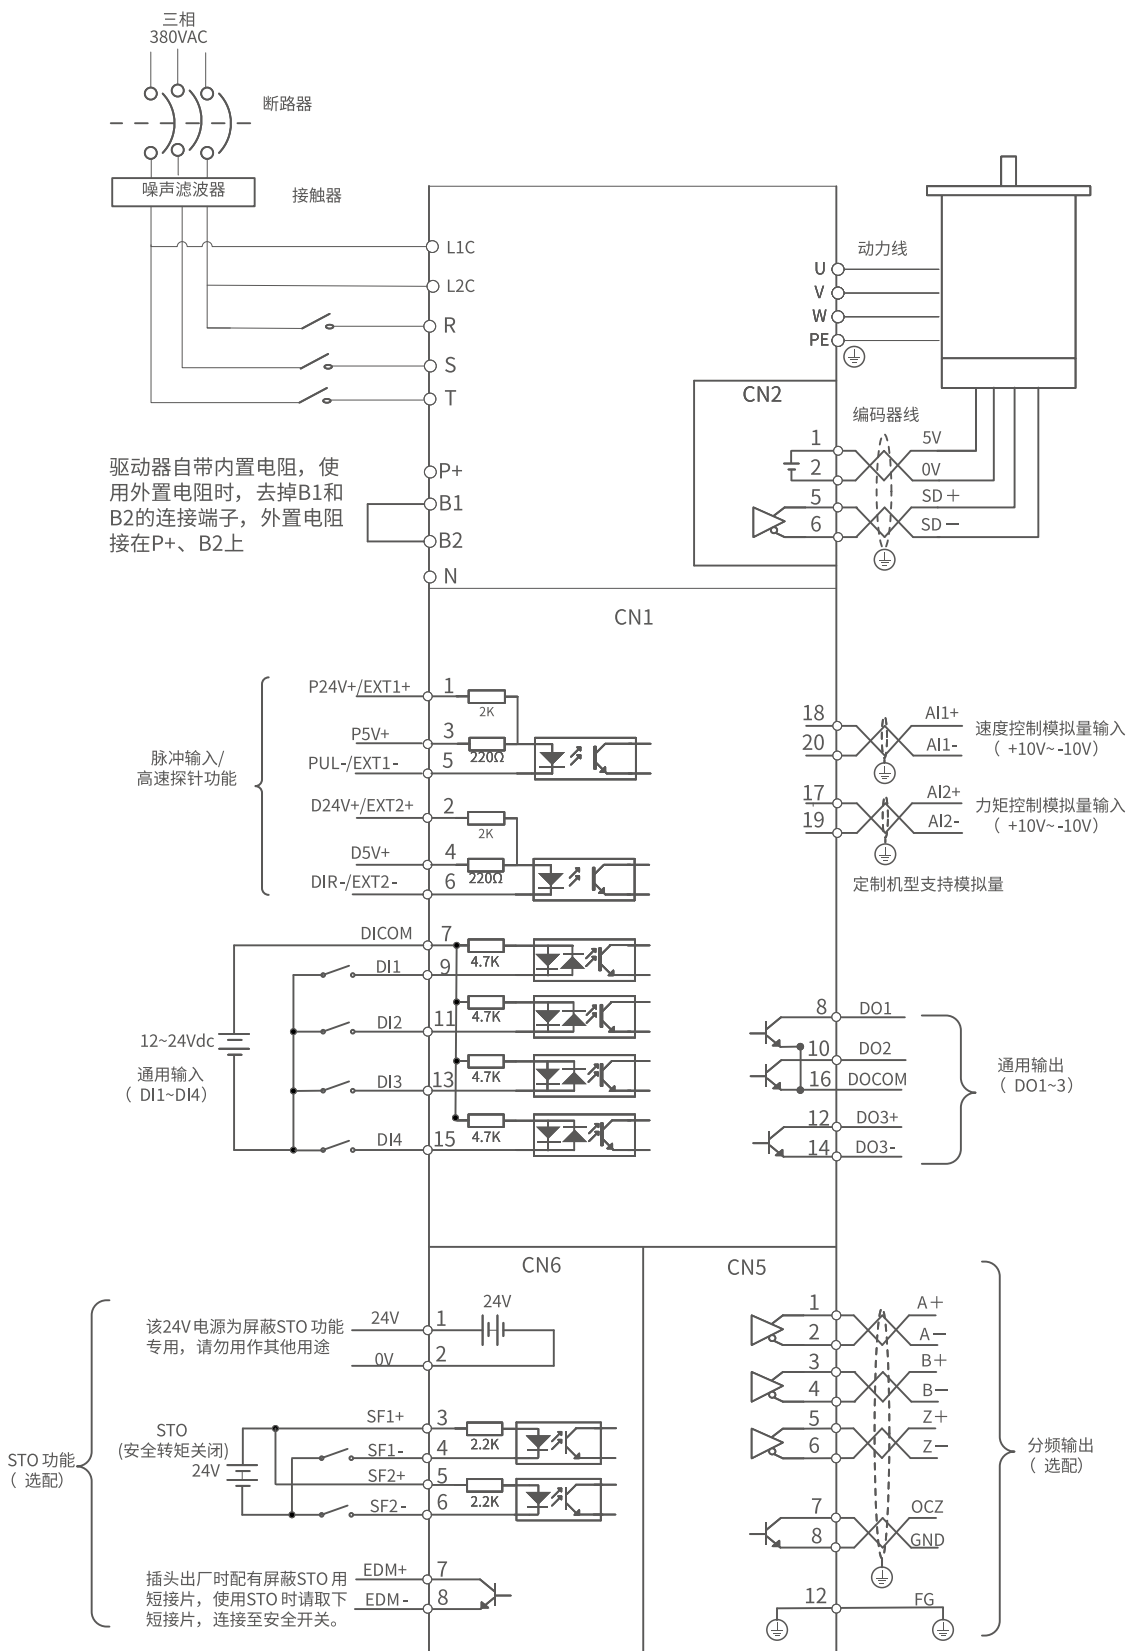 三相
380VAC
断路器
噪声滤波器
接触器
L1C
L2C
R
S
T
驱动器自带内置电阻，使
用外置电阻时，去掉B1和
B2的连接端子，外置电阻
接在P+、B2上
P+
B1
B2
N
动力线
U
V
W
PE
CN2
编码器线
1
5V
2
0V
5
SD+
6
SD-
CN1
脉冲输入/
高速探针功能
P24V+/EXT1+
1
2K
P5V+
3
220Ω
PUL-/EXT1-
5
D24V+/EXT2+
2
2K
D5V+
4
220Ω
DIR-/EXT2-
6
DICOM
7
4.7K
DI1
9
4.7K
DI2
11
4.7K
DI3
13
4.7K
DI4
15
12~24Vdc
通用输入
（ DI1~DI4）
18
AI1+
20
AI1-
速度控制模拟量输入
（ +10V~-10V）
17
AI2+
19
AI2-
力矩控制模拟量输入
（ +10V~-10V）
定制机型支持模拟量
8
DO1
10
DO2
16
DOCOM
12
DO3+
14
DO3-
通用输出
（ DO1~3）
CN6
24V
该24V电源为屏蔽STO功能
专用，请勿用作其他用途
24V
1
0V
2
STO
(安全转矩关闭)
24V
SF1+
3
2.2K
SF1-
4
SF2+
5
2.2K
SF2-
6
STO功能
（ 选配）
插头出厂时配有屏蔽STO用
短接片，使用STO时请取下
短接片，连接至安全开关。
EDM+
7
EDM-
8
CN5
1
A+
2
A-
3
B+
4
B-
5
Z+
6
Z-
7
OCZ
8
GND
12
FG
分频输出
（ 选配）